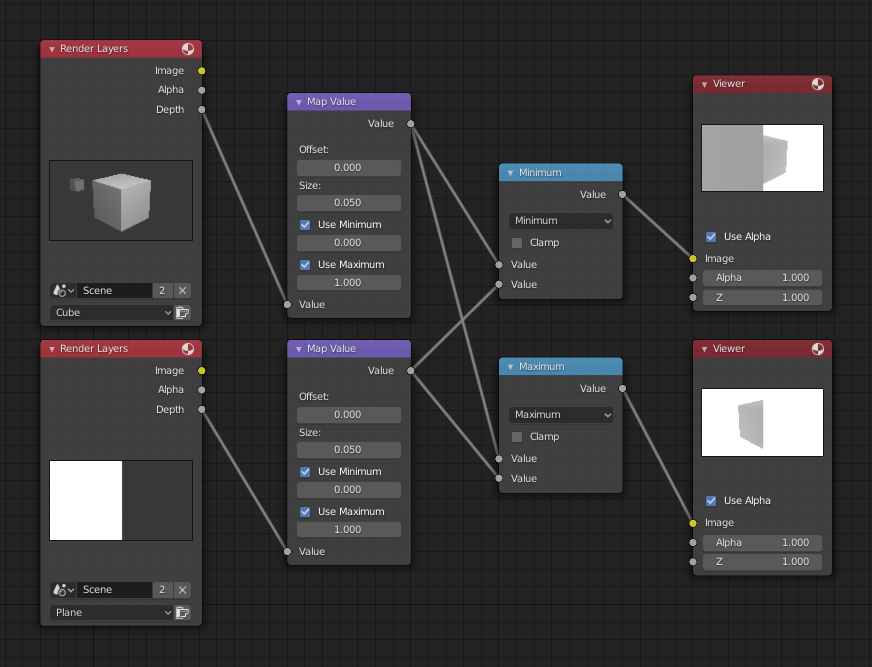 Render Layers
Image
Alpha
Depth
Scene 2
Cube
Render Layers
Image
Alpha
Depth
Scene 2
Plane
Map Value
Value
Offset:
0.000
Size:
0.050
Use Minimum
0.000
Use Maximum
1.000
Value
Map Value
Value
Offset:
0.000
Size:
0.050
Use Minimum
0.000
Use Maximum
1.000
Value
Minimum
Value
Minimum
Clamp
Value
Value
Maximum
Value
Maximum
Clamp
Value
Value
Viewer
Use Alpha
Image
Alpha 1.000
Z 1.000
Viewer
Use Alpha
Image
Alpha 1.000
Z 1.000